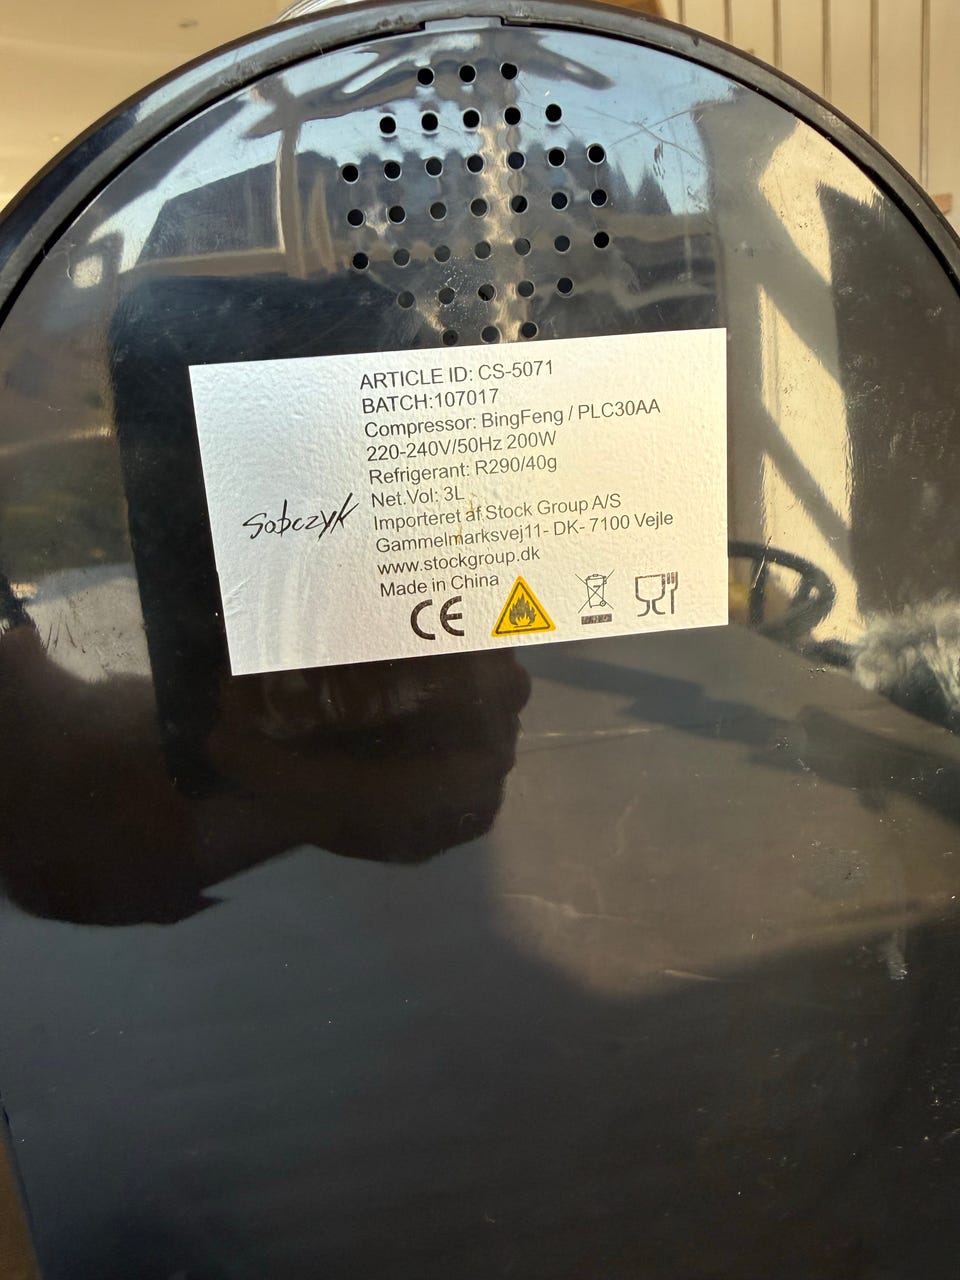 ARTICLE ID: CS-5071
BATCH:107017
Compressor: BingFeng / PLC30AA
220-240V/50Hz 200W
Refrigerant: R290/40g
Net.Vol: 3L
Sobczyk
Importeret af Stock Group A/S
Gammelmarksvej11- DK- 7100 Vejle
www.stockgroup.dk
Made in China
CE